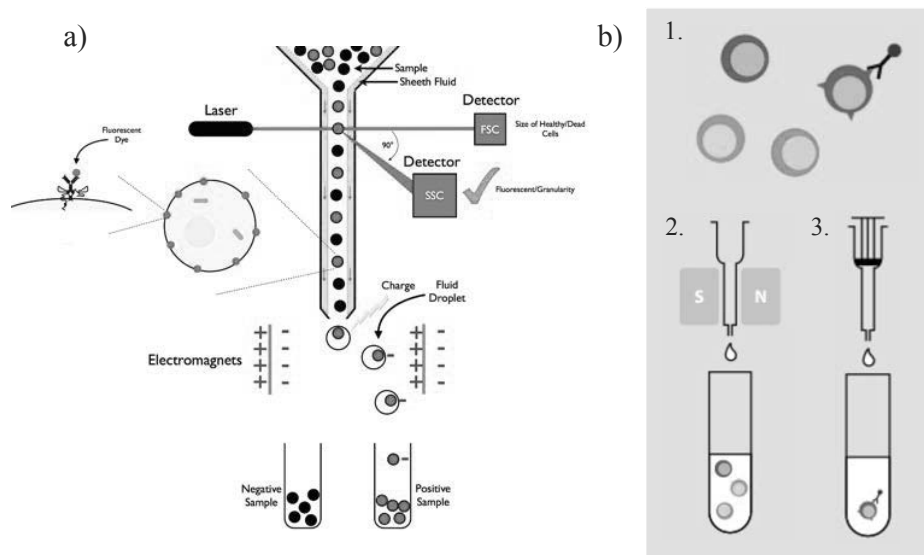 a)
Sample
Sheeth Fluid
Laser
Detector
FSC
Size of Healthy/Dead
Cells
Fluorescent
Dye
90°
Detector
SSC
Fluorescent/Granularity
Charge
Fluid
Droplet
Electromagnets
+ -
+ -
+ -
+ -
+ -
+ -
+ -
+ -
-
-
-
Negative
Sample
Positive
Sample
b)
1.
2.
S
N
3.